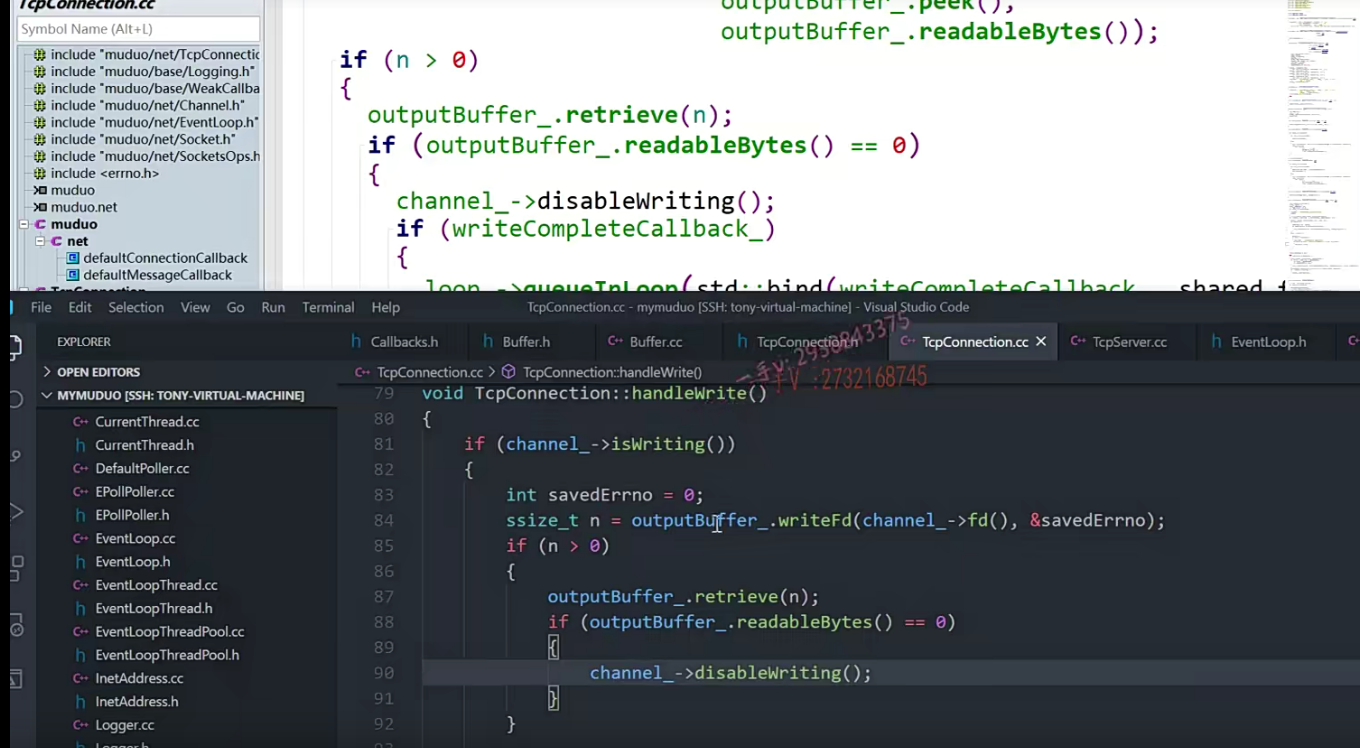 TcpConnection.cc
Symbol Name (Alt+L)
include "muduo/net/TcpConnectio
include "muduo/base/Logging.h"
include "muduo/base/WeakCallba
include "muduo/net/Channel.h"
include "muduo/net/EventLoop.h"
include "muduo/net/Socket.h"
include "muduo/net/SocketsOps.h
include <errno.h>
muduo
muduo.net
muduo
net
defaultConnectionCallback
defaultMessageCallback
TcpConnection
outputBuffer_.peek(),
outputBuffer_.readableBytes());
if (n > 0)
{
outputBuffer_.retrieve(n);
if (outputBuffer_.readableBytes() == 0)
{
channel_->disableWriting();
if (writeCompleteCallback_)
{
loop_->queueInLoop(std::bind(writeCompleteCallback_, shared_f
File Edit Selection View Go Run Terminal Help
TcpConnection.cc - mymuduo [SSH: tony-virtual-machine] - Visual Studio Code
EXPLORER
Callbacks.h
Buffer.h
Buffer.cc
TcpConnection.h
TcpConnection.cc
TcpServer.cc
EventLoop.h
一手v: 2938843375
手V :2732168745
OPEN EDITORS
MYMUDUO [SSH: TONY-VIRTUAL-MACHINE]
CurrentThread.cc
CurrentThread.h
DefaultPoller.cc
EPollPoller.cc
EPollPoller.h
EventLoop.cc
EventLoop.h
EventLoopThread.cc
EventLoopThread.h
EventLoopThreadPool.cc
EventLoopThreadPool.h
InetAddress.cc
InetAddress.h
Logger.cc
Logger.h
TcpConnection.cc > TcpConnection::handleWrite()
79 void TcpConnection::handleWrite()
80 {
81 if (channel_->isWriting())
82 {
83 int savedErrno = 0;
84 ssize_t n = outputBuffer_.writeFd(channel_->fd(), &savedErrno);
85 if (n > 0)
86 {
87 outputBuffer_.retrieve(n);
88 if (outputBuffer_.readableBytes() == 0)
89 {
90 channel_->disableWriting();
91 }
92 }